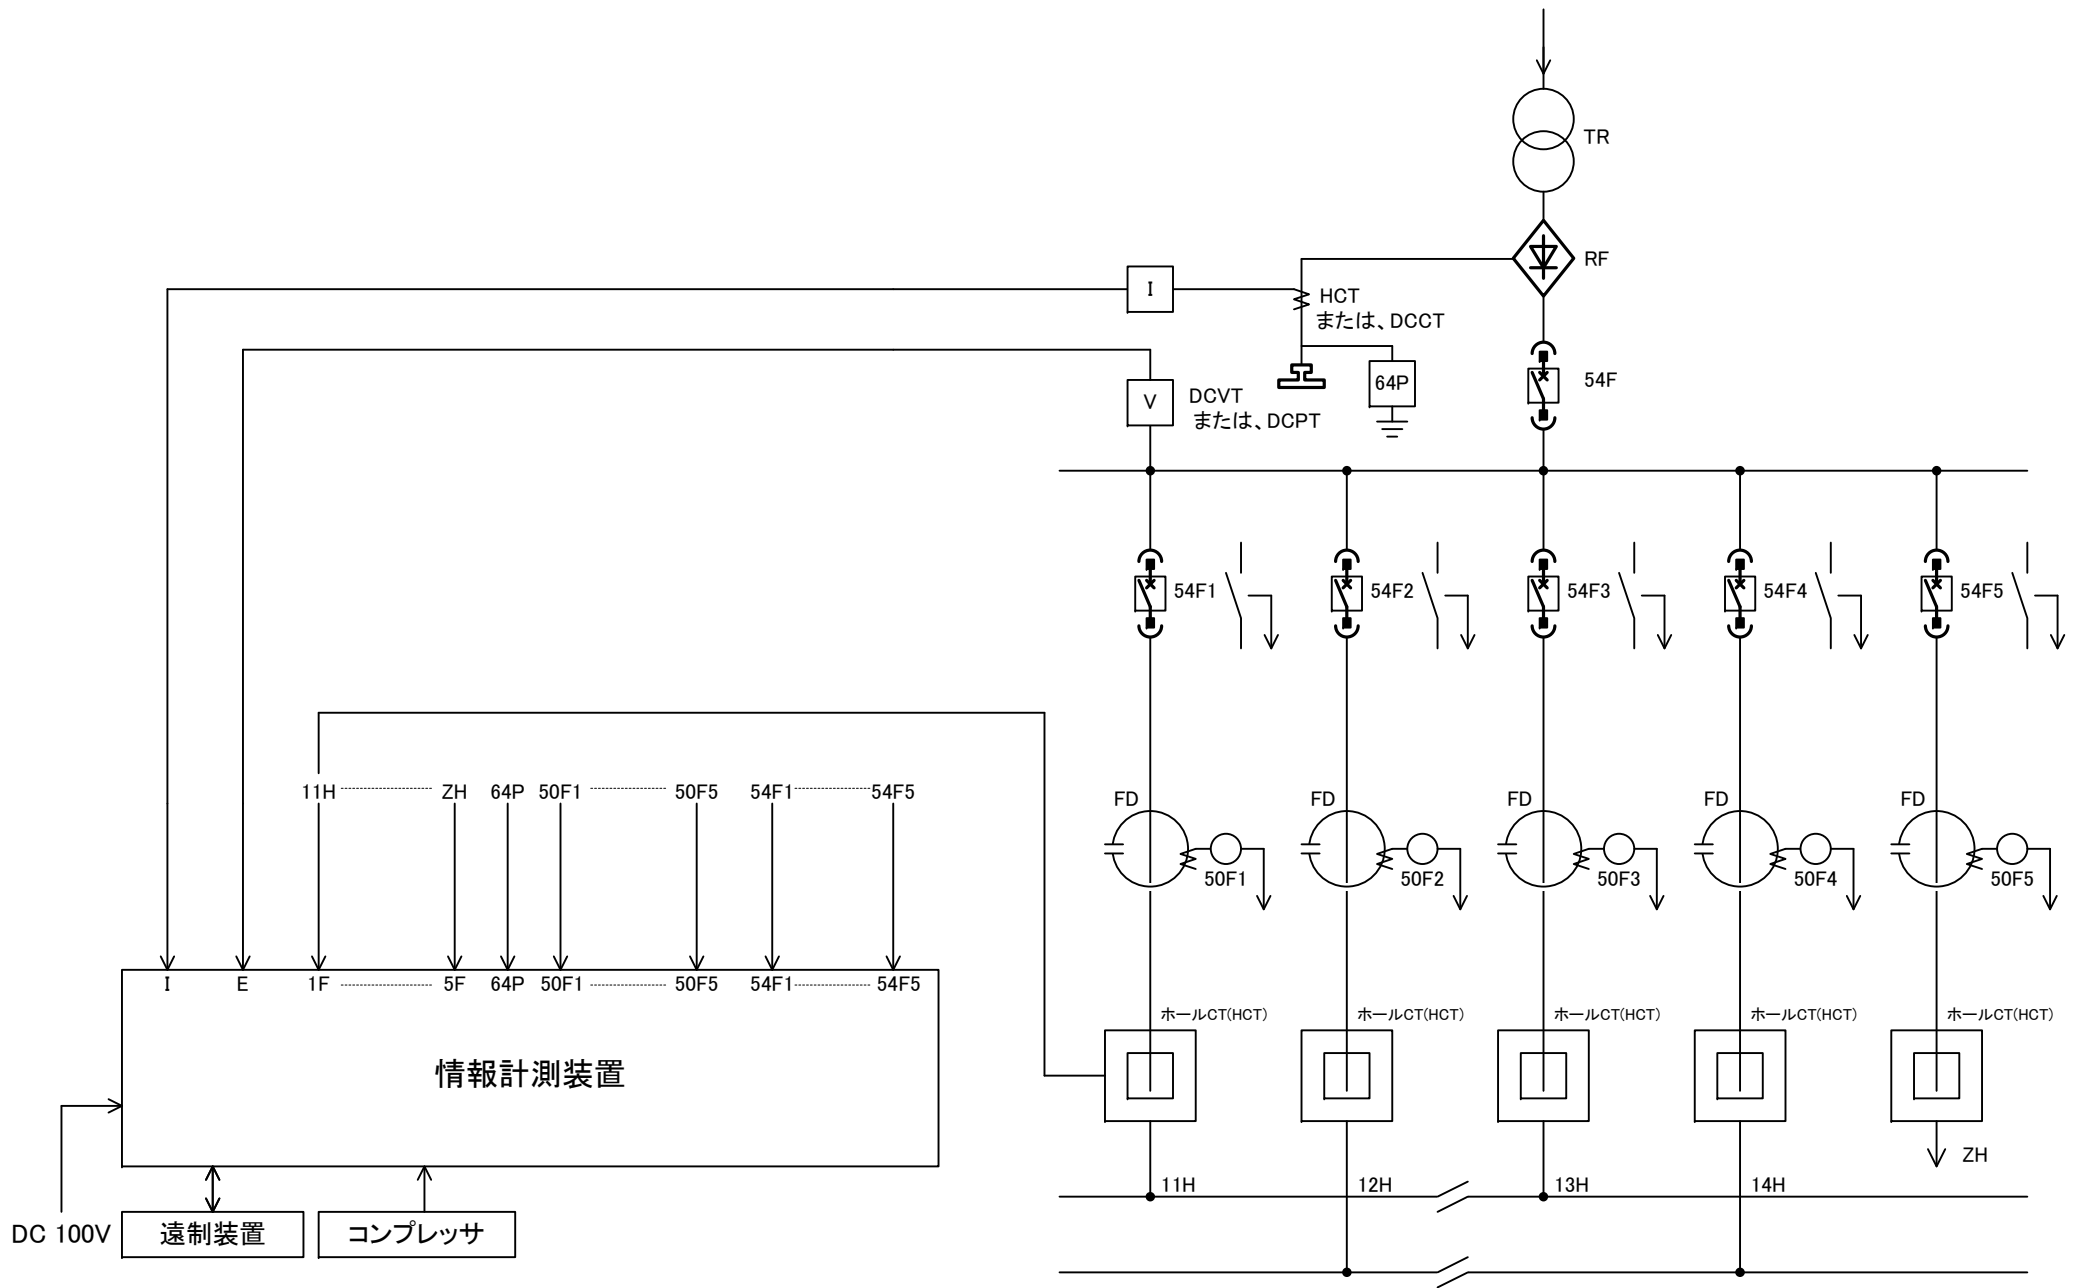 TR
RF
I
HCT
または、DCCT
64P
54F
V
DCVT
または、DCPT
54F1
54F2
54F3
54F4
54F5
11H
ZH
64P
50F1
50F5
54F1
54F5
FD
FD
FD
FD
FD
50F1
50F2
50F3
50F4
50F5
I
E
1F
5F
64P
50F1
50F5
54F1
54F5
ホールCT(HCT)
ホールCT(HCT)
ホールCT(HCT)
ホールCT(HCT)
ホールCT(HCT)
情報計測装置
ZH
11H
12H
13H
14H
DC 100V
遠制装置
コンプレッサ